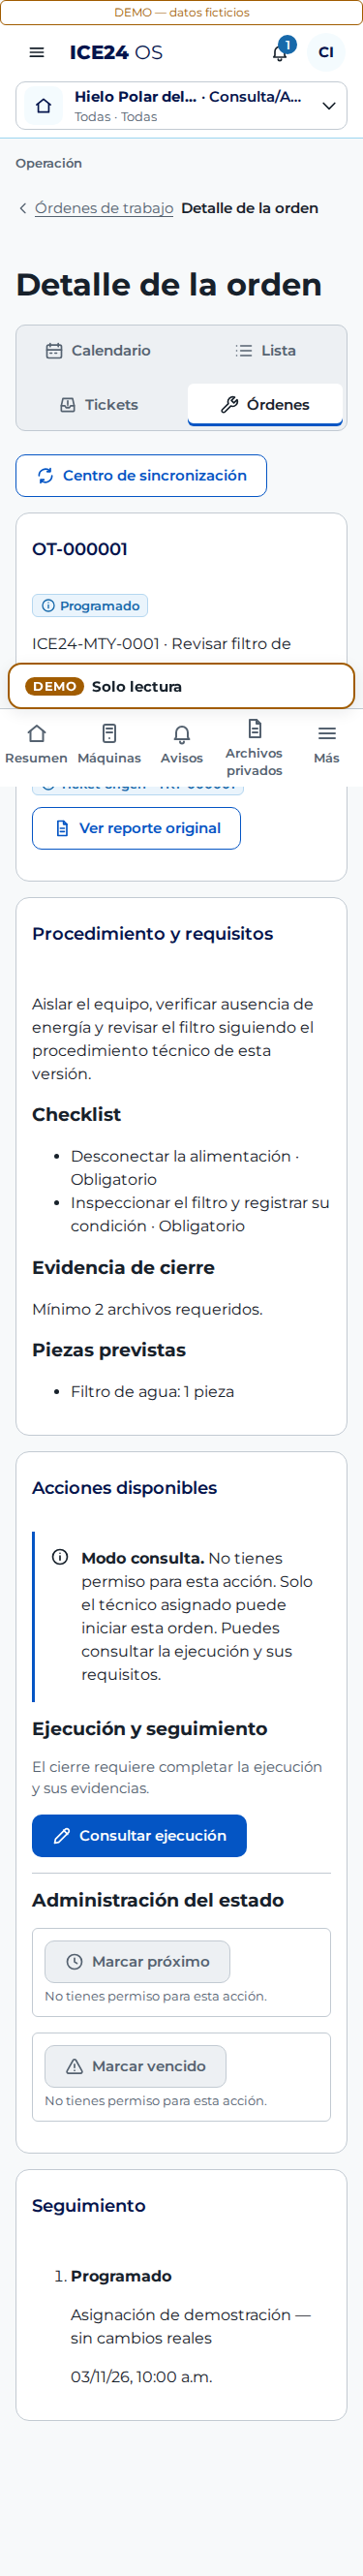 DEMO — datos ficticios
ICE24 OS
1
CI
Hielo Polar del... · Consulta/A...
Todas · Todas
Operación
Órdenes de trabajo Detalle de la orden
Detalle de la orden
Calendario
Lista
Tickets
Órdenes
Centro de sincronización
OT-000001
Programado
ICE24-MTY-0001 · Revisar filtro de
DEMO Solo lectura
Resumen
Máquinas
Avisos
Archivos
privados
Más
Ver reporte original
Procedimiento y requisitos
Aislar el equipo, verificar ausencia de
energía y revisar el filtro siguiendo el
procedimiento técnico de esta
versión.
Checklist
• Desconectar la alimentación ·
Obligatorio
• Inspeccionar el filtro y registrar su
condición · Obligatorio
Evidencia de cierre
Mínimo 2 archivos requeridos.
Piezas previstas
• Filtro de agua: 1 pieza
Acciones disponibles
Modo consulta. No tienes
permiso para esta acción. Solo
el técnico asignado puede
iniciar esta orden. Puedes
consultar la ejecución y sus
requisitos.
Ejecución y seguimiento
El cierre requiere completar la ejecución
y sus evidencias.
Consultar ejecución
Administración del estado
Marcar próximo
No tienes permiso para esta acción.
Marcar vencido
No tienes permiso para esta acción.
Seguimiento
1. Programado
Asignación de demostración —
sin cambios reales
03/11/26, 10:00 a.m.